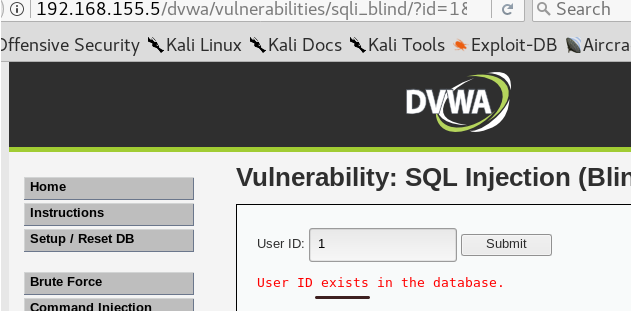 192.168.155.5/dvwa/vulnerabilities/sqli_blind/?id=1& Search
Offensive Security Kali Linux Kali Docs Kali Tools Exploit-DB Aircra
DVWA
Home
Instructions
Setup / Reset DB
Brute Force
Command Injection
Vulnerability: SQL Injection (Blin
User ID: 1 Submit
User ID exists in the database.